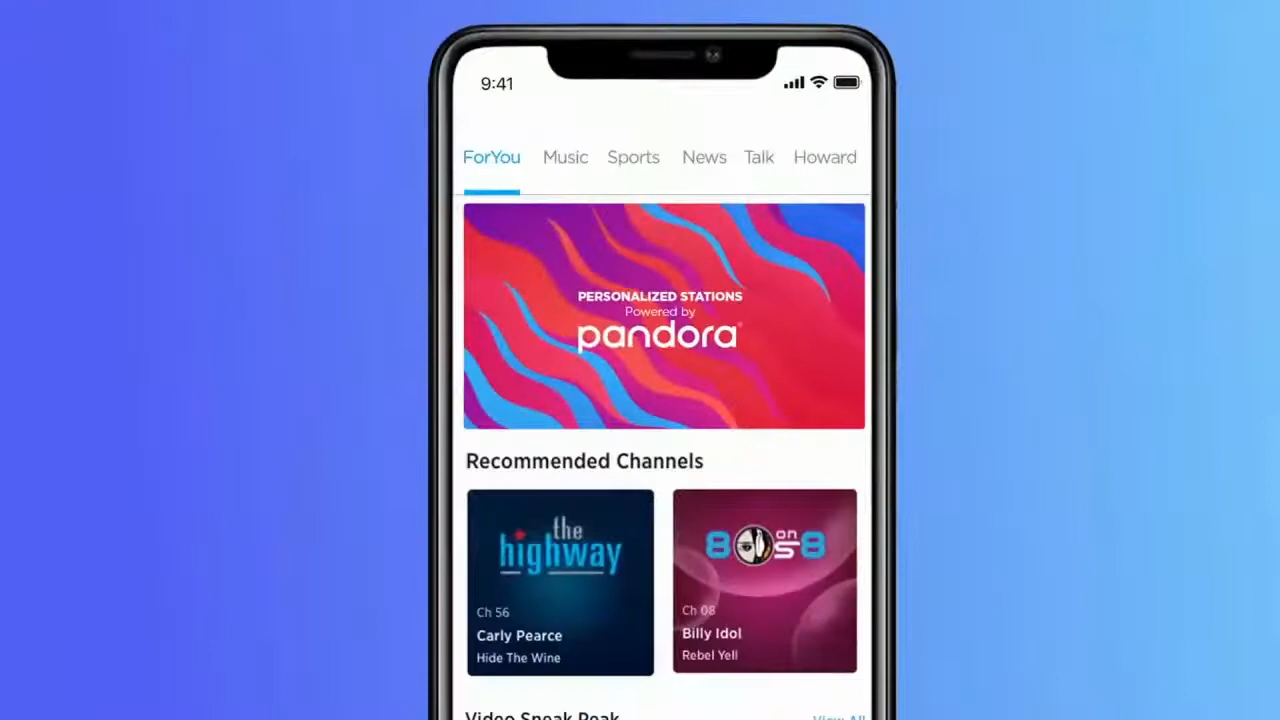 9:41
ForYou Music Sports News Talk Howard
PERSONALIZED STATIONS
Powered by
pandora
Recommended Channels
the
highway
Ch 56
Carly Pearce
Hide The Wine
80s on 8
Ch 08
Billy Idol
Rebel Yell
Video Sneak Peak
View All